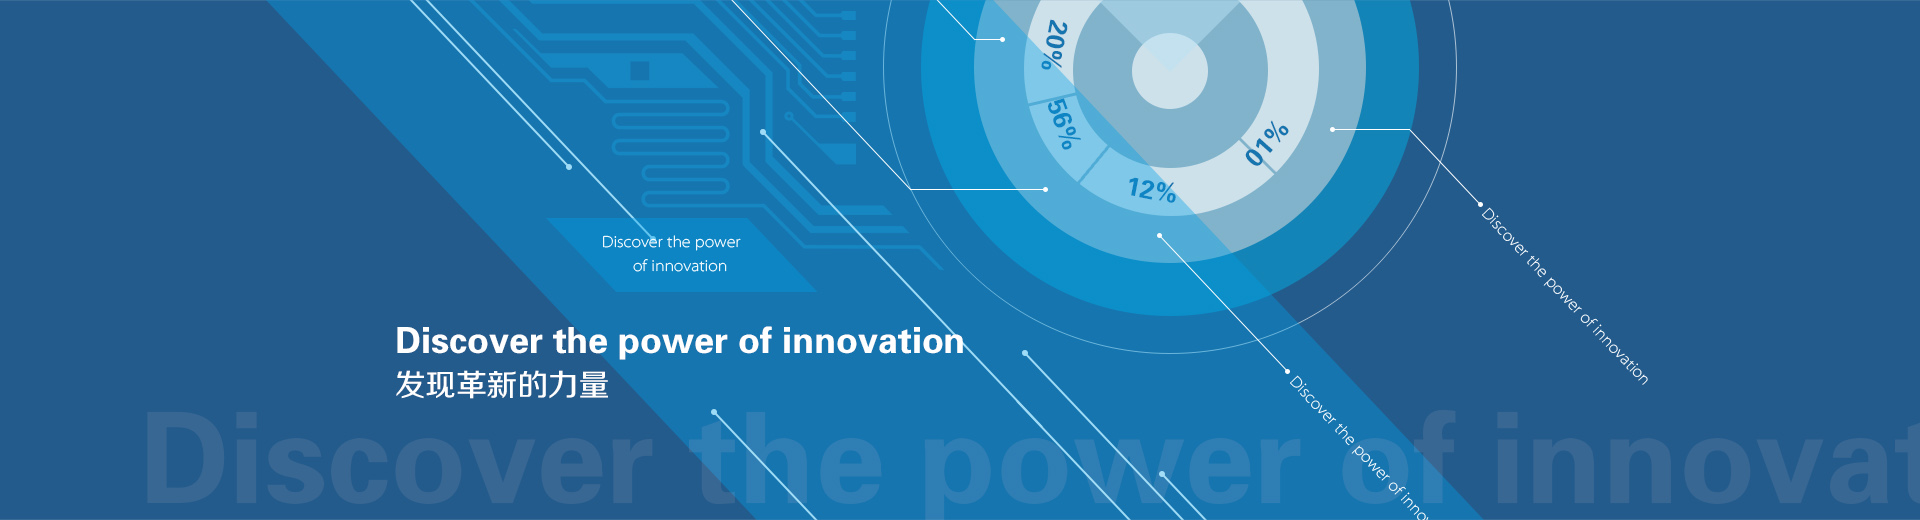 20%
56%
12%
01%
Discover the power
of innovation
Discover the power of innovation
Discover the power of innovation
发现革新的力量
Discover the power of innov
Discover the power of innovat